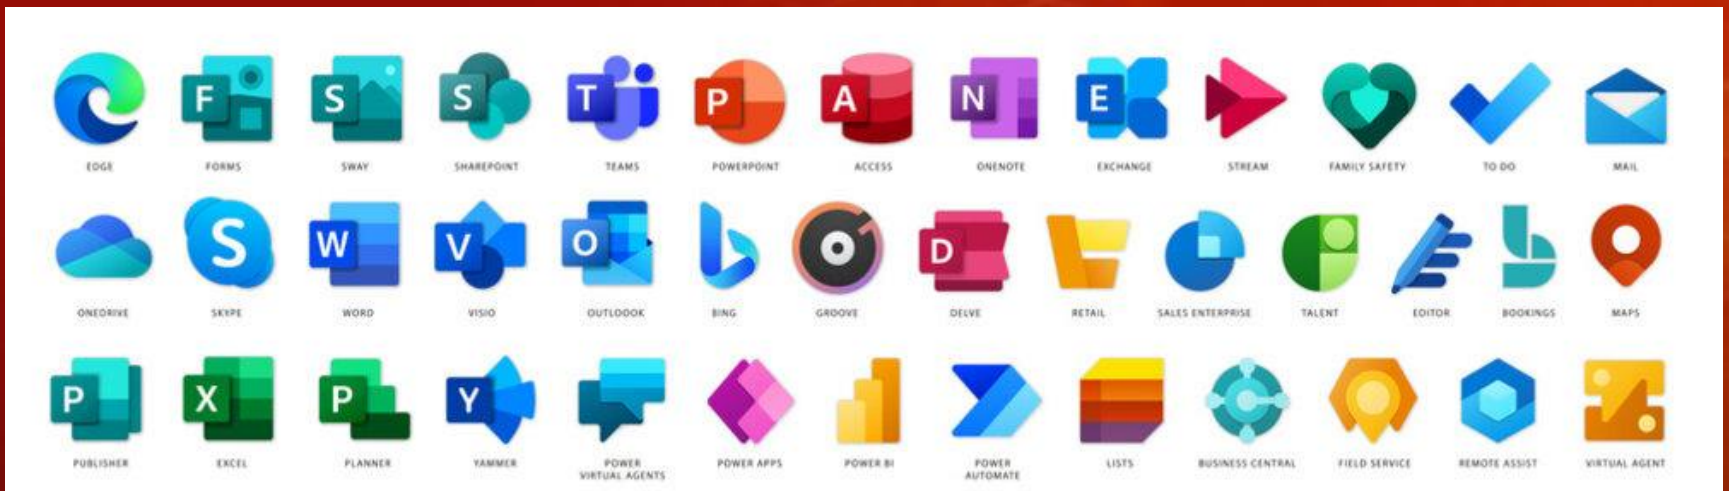 F S S T P A N E
EDGE FORMS SWAY SHAREPOINT TEAMS POWERPOINT ACCESS ONENOTE EXCHANGE STREAM FAMILY SAFETY TO DO MAIL
S W V O D
ONEDRIVE SKYPE WORD VISIO OUTLOOOK BING GROOVE DELVE RETAIL SALES ENTERPRISE TALENT EDITOR BOOKINGS MAPS
P X P Y
PUBLISHER EXCEL PLANNER YAMMER POWER POWER APPS POWER BI POWER LISTS BUSINESS CENTRAL FIELD SERVICE REMOTE ASSIST VIRTUAL AGENT
VIRTUAL AGENTS AUTOMATE